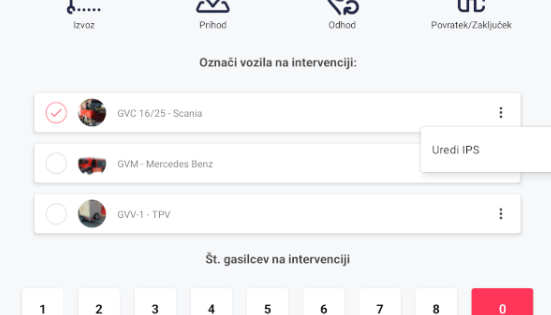 Izvoz Prihod Odhod Povratek/Zaključek
Označi vozila na intervenciji:
GVC 16/25 - Scania
Uredi IPS
GVM - Mercedes Benz
GVV-1 - TPV
Št. gasilcev na intervenciji
1 2 3 4 5 6 7 8 0